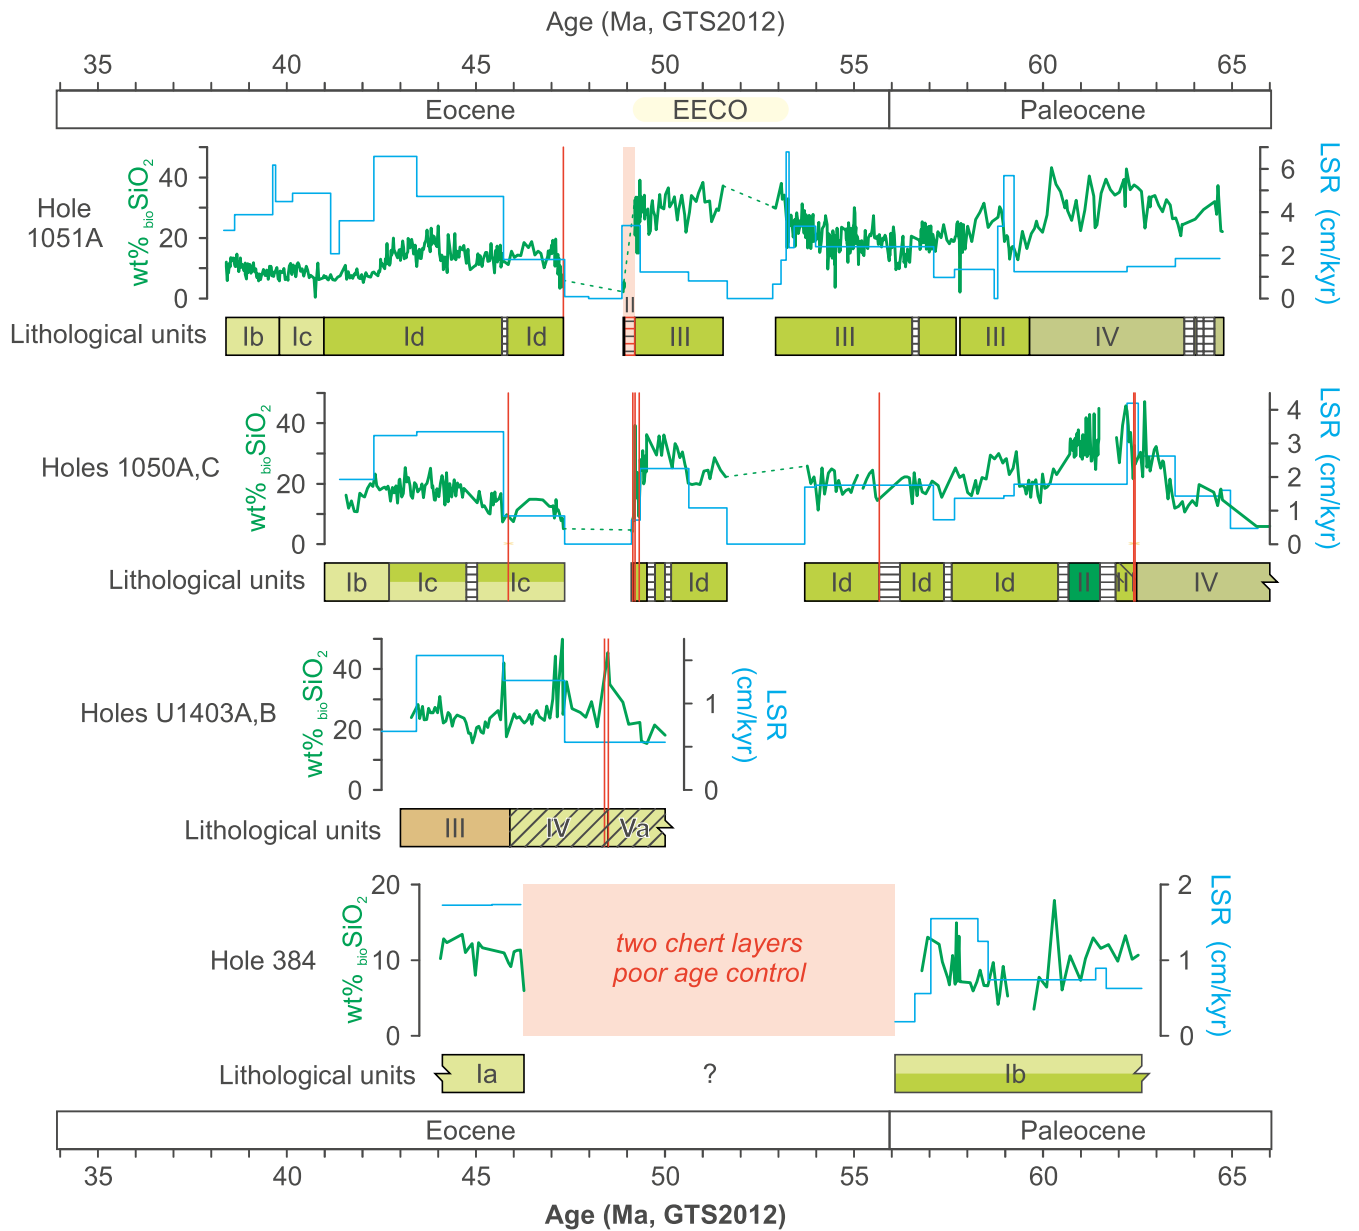 Age (Ma, GTS2012)
35 40 45 50 55 60 65
Eocene EECO Paleocene
Hole
1051A
wt% bioSiO2
40
20
0
LSR (cm/kyr)
6
4
2
0
II
Lithological units
Ib Ic Id Id III III III IV
Holes 1050A,C
wt% bioSiO2
40
20
0
LSR (cm/kyr)
4
3
2
1
0
Lithological units
Ib Ic Ic Id Id Id Id II II IV
Holes U1403A,B
wt% bioSiO2
40
20
0
LSR
(cm/kyr)
1
0
Lithological units
III IV Va
Hole 384
wt% bioSiO2
20
10
0
two chert layers
poor age control
LSR (cm/kyr)
2
1
0
Lithological units
Ia ? Ib
Eocene Paleocene
35 40 45 50 55 60 65
Age (Ma, GTS2012)